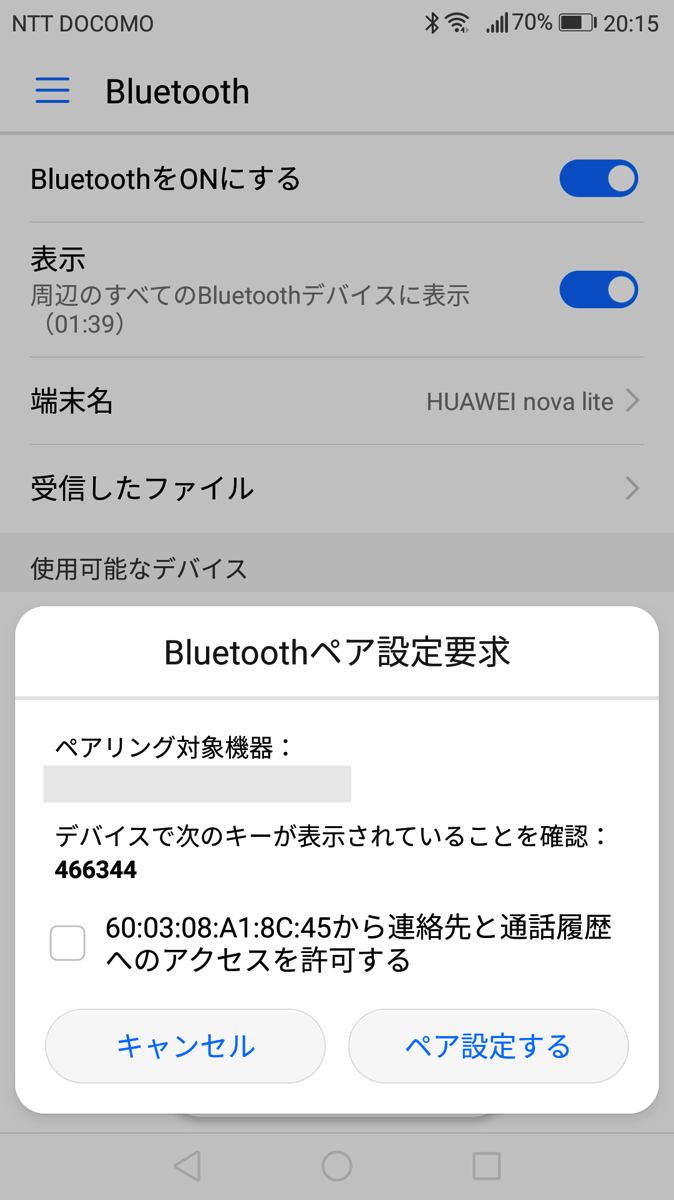 NTT DOCOMO 70% 20:15
Bluetooth
BluetoothをONにする
表示
周辺のすべてのBluetoothデバイスに表示
（01:39）
端末名 HUAWEI nova lite
受信したファイル
使用可能なデバイス
Bluetoothペア設定要求
ペアリング対象機器：
デバイスで次のキーが表示されていることを確認：
466344
60:03:08:A1:8C:45から連絡先と通話履歴
へのアクセスを許可する
キャンセル ペア設定する